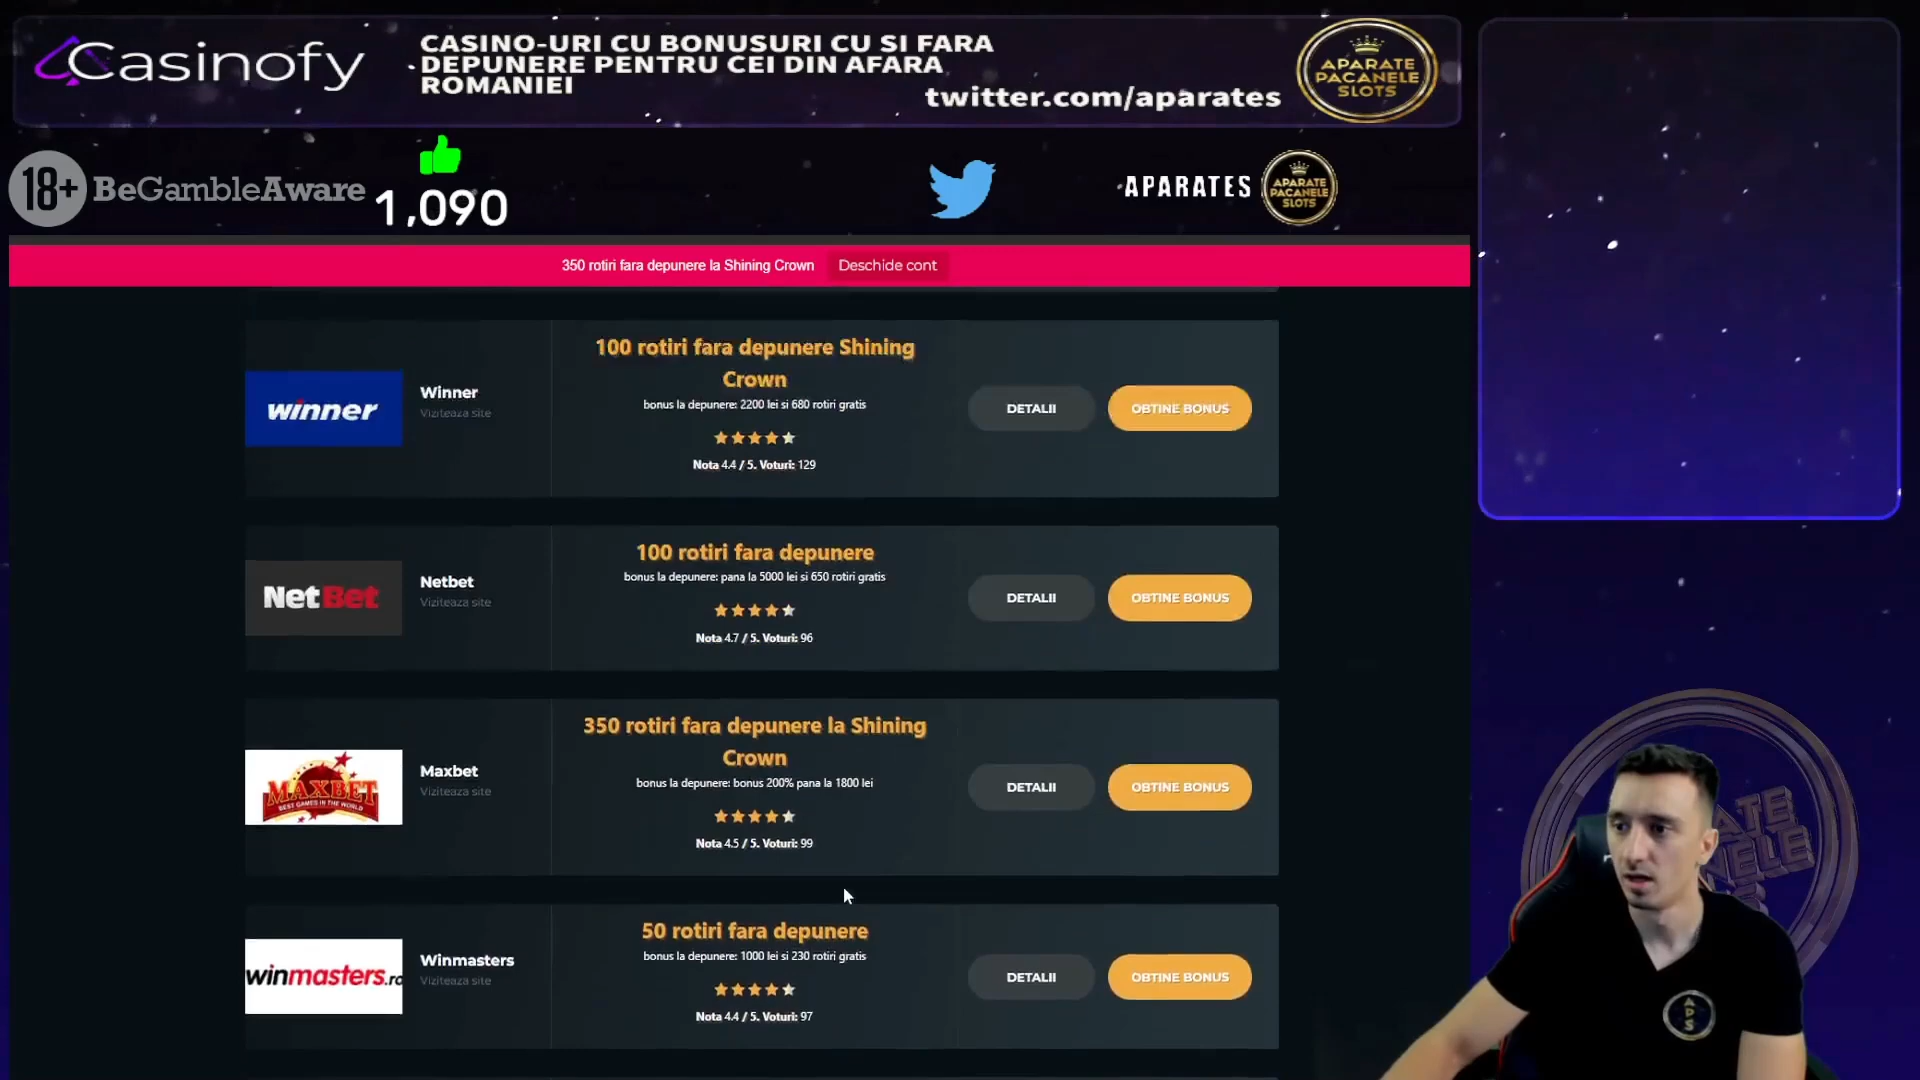 Casinofy
CASINO-URI CU BONUSURI CU SI FARA
DEPUNERE PENTRU CEI DIN AFARA
ROMANIEI
twitter.com/aparates
APARATE
PACANELE
SLOTS
18+ BeGambleAware
1,090
APARATES
APARATE
PACANELE
SLOTS
350 rotiri fara depunere la Shining Crown
Deschide cont
winner
Winner
Viziteaza site
100 rotiri fara depunere Shining
Crown
bonus la depunere: 2200 lei si 680 rotiri gratis
Nota 4.4 / 5. Voturi: 129
DETALII
OBTINE BONUS
NetBet
Netbet
Viziteaza site
100 rotiri fara depunere
bonus la depunere: pana la 5000 lei si 650 rotiri gratis
Nota 4.7 / 5. Voturi: 96
DETALII
OBTINE BONUS
MAXBET
BEST GAMES IN THE WORLD
Maxbet
Viziteaza site
350 rotiri fara depunere la Shining
Crown
bonus la depunere: bonus 200% pana la 1800 lei
Nota 4.5 / 5. Voturi: 99
DETALII
OBTINE BONUS
winmasters.ro
Winmasters
Viziteaza site
50 rotiri fara depunere
bonus la depunere: 1000 lei si 230 rotiri gratis
Nota 4.4 / 5. Voturi: 97
DETALII
OBTINE BONUS
APS